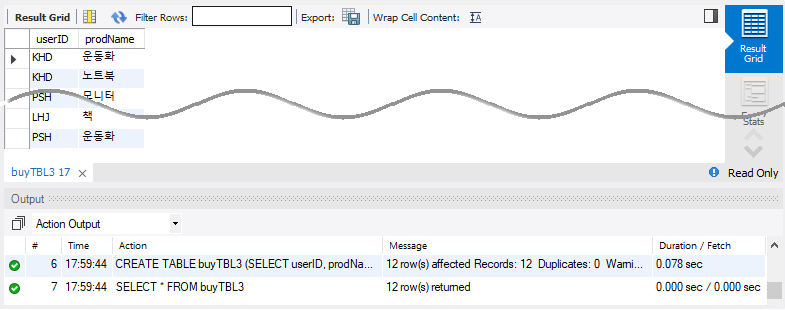 Result Grid Filter Rows: Export: Wrap Cell Content: IA
Result Grid
userID prodName
KHD 운동화
KHD 노트북
PSH 모니터
LHJ 책
PSH 운동화
Stats
buyTBL3 17 × Read Only
Output
Action Output
# Time Action Message Duration / Fetch
6 17:59:44 CREATE TABLE buyTBL3 (SELECT userID, prodNa... 12 row(s) affected Records: 12 Duplicates: 0 Warni... 0.078 sec
7 17:59:44 SELECT * FROM buyTBL3 12 row(s) returned 0.000 sec / 0.000 sec